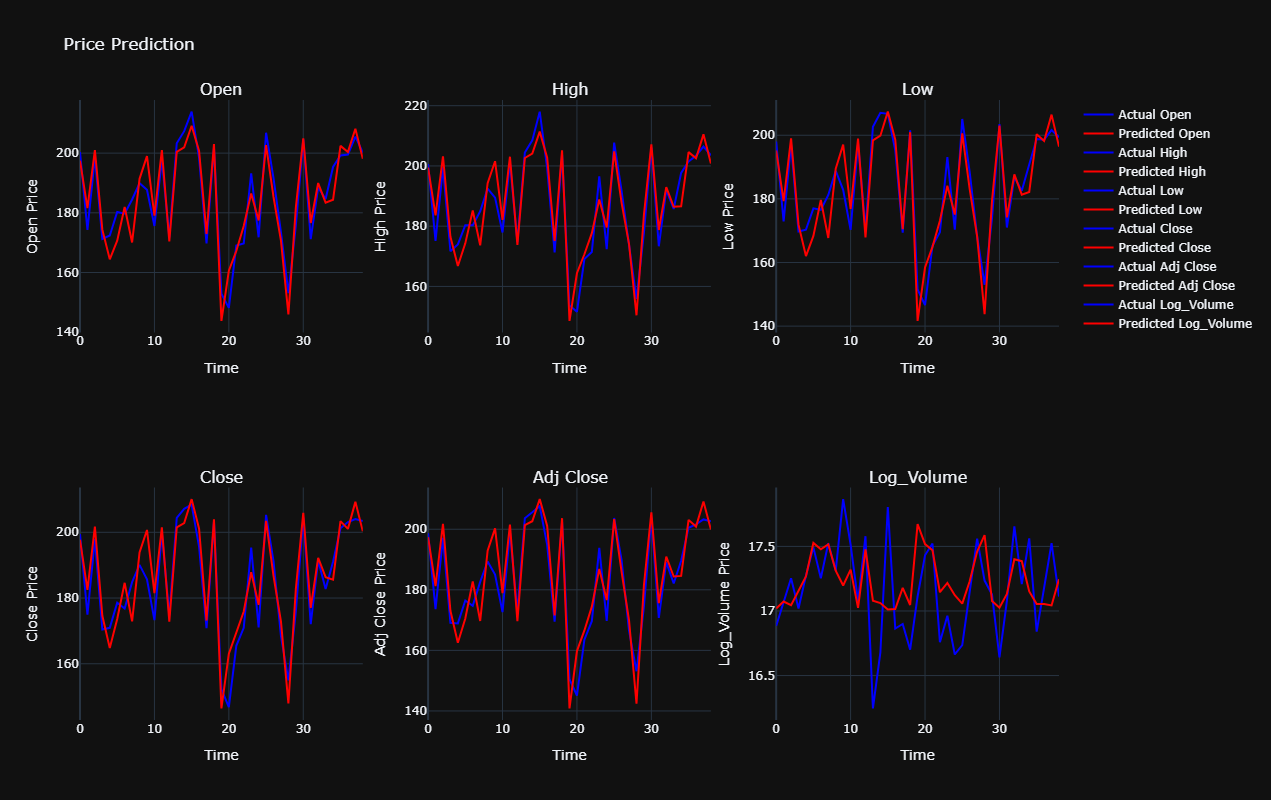 Price Prediction
Open
High
Low
Open Price
200
180
160
140
0
10
20
30
Time
High Price
220
200
180
160
0
10
20
30
Time
Low Price
200
180
160
140
0
10
20
30
Time
Actual Open
Predicted Open
Actual High
Predicted High
Actual Low
Predicted Low
Actual Close
Predicted Close
Actual Adj Close
Predicted Adj Close
Actual Log_Volume
Predicted Log_Volume
Close
Adj Close
Log_Volume
Close Price
200
180
160
0
10
20
30
Time
Adj Close Price
200
180
160
140
0
10
20
30
Time
Log_Volume Price
17.5
17
16.5
0
10
20
30
Time